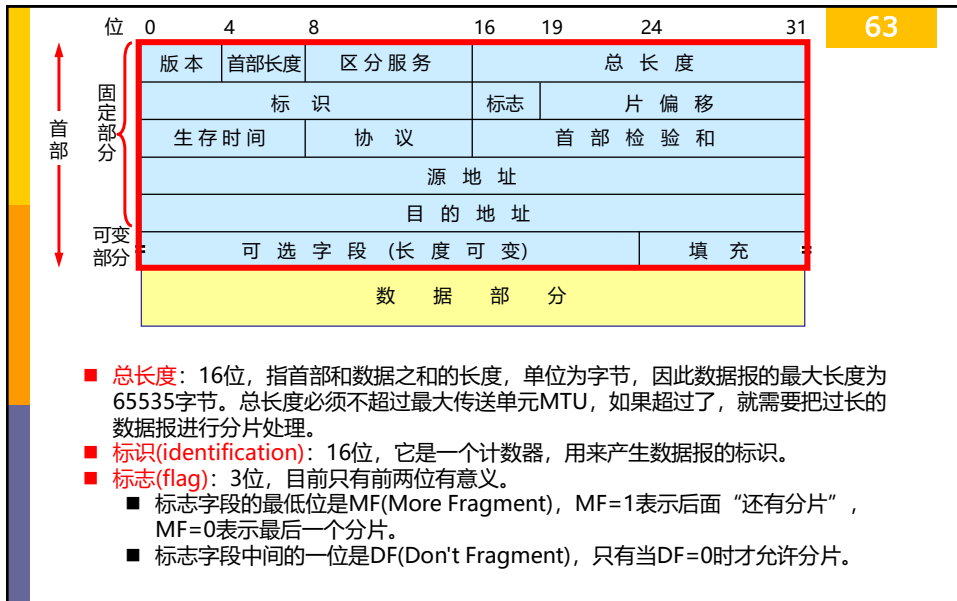 位 0 4 8 16 19 24 31
63
版本 首部长度 区分服务 总长度
标识 标志 片偏移
生存时间 协议 首部检验和
源地址
目的地址
可选字段 (长度可变) 填充
数据部分
首部
固定部分
可变
部分
■ 总长度：16位，指首部和数据之和的长度，单位为字节，因此数据报的最大长度为
65535字节。总长度必须不超过最大传送单元MTU，如果超过了，就需要把过长的
数据报进行分片处理。
■ 标识(identification)：16位，它是一个计数器，用来产生数据报的标识。
■ 标志(flag)：3位，目前只有前两位有意义。
■ 标志字段的最低位是MF(More Fragment)，MF=1表示后面“还有分片”，
MF=0表示最后一个分片。
■ 标志字段中间的一位是DF(Don't Fragment)，只有当DF=0时才允许分片。